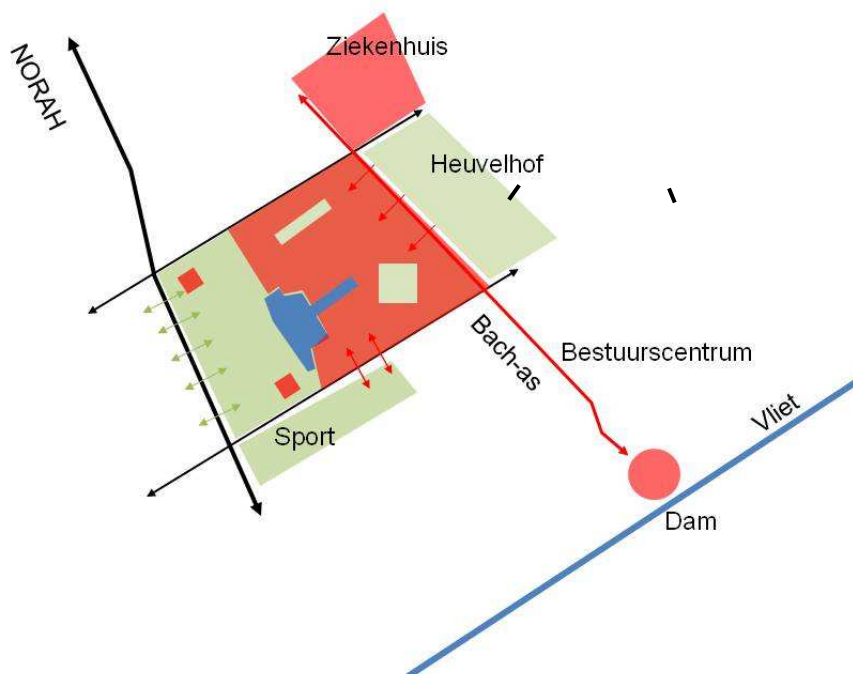 Ziekenhuis
NORAH
Heuvelhof
Bach-as
Bestuurscentrum
Vliet
Sport
Dam